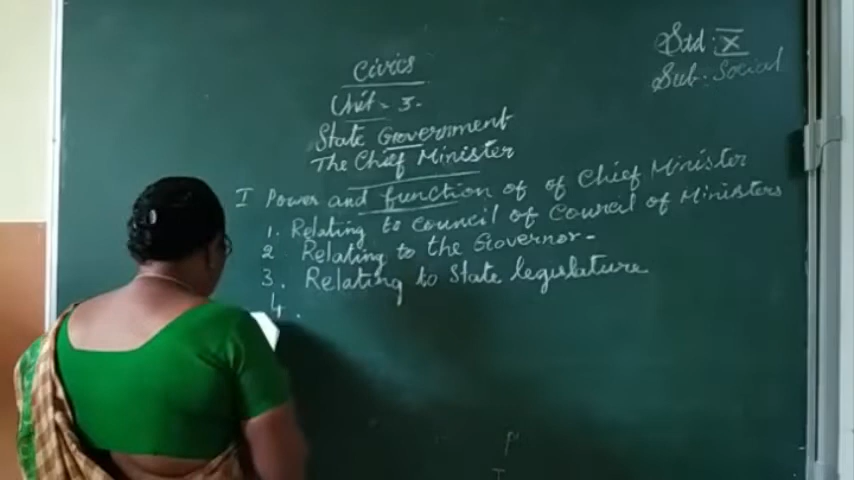 Std : X
Sub : Social
Civics
Unit - 3.
State Government
The Chief Minister
I Power and function of of Chief Minister
1. Relating to Council of Council of Ministers
2 Relating to the Governor -
3. Relating to State legislature
4.